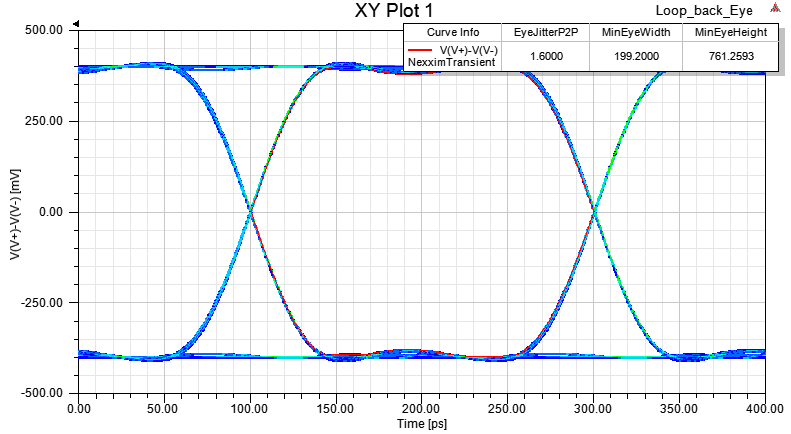 XY Plot 1
Loop_back_Eye
Curve Info EyeJitterP2P MinEyeWidth MinEyeHeight
V(V+)-V(V-)
NexximTransient 1.6000 199.2000 761.2593
500.00
250.00
0.00
-250.00
-500.00
V(V+)-V(V-) [mV]
0.00 50.00 100.00 150.00 200.00 250.00 300.00 350.00 400.00
Time [ps]